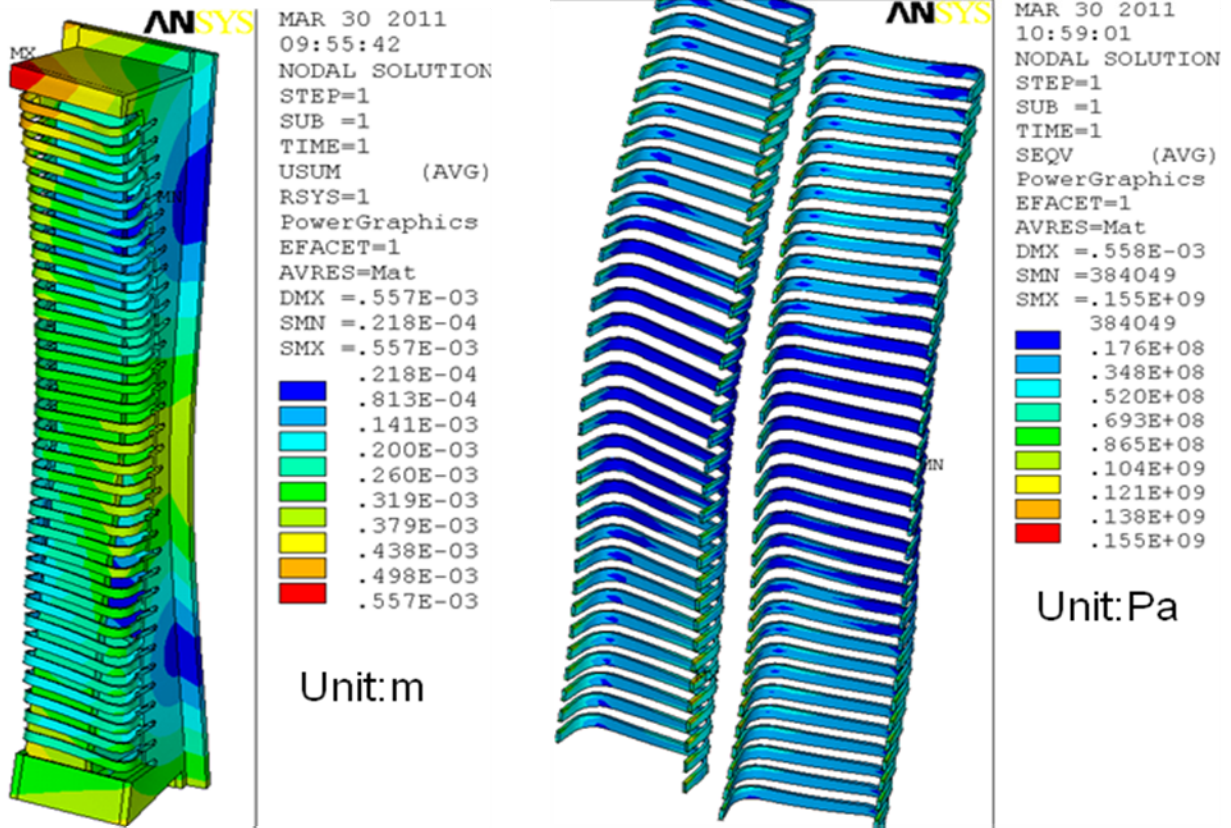 ANSYS
MX
MN
MAR 30 2011
09:55:42
NODAL SOLUTION
STEP=1
SUB =1
TIME=1
USUM (AVG)
RSYS=1
PowerGraphics
EFACET=1
AVRES=Mat
DMX =.557E-03
SMN =.218E-04
SMX =.557E-03
.218E-04
.813E-04
.141E-03
.200E-03
.260E-03
.319E-03
.379E-03
.438E-03
.498E-03
.557E-03
Unit:m
ANSYS
MN
MAR 30 2011
10:59:01
NODAL SOLUTION
STEP=1
SUB =1
TIME=1
SEQV (AVG)
PowerGraphics
EFACET=1
AVRES=Mat
DMX =.558E-03
SMN =384049
SMX =.155E+09
384049
.176E+08
.348E+08
.520E+08
.693E+08
.865E+08
.104E+09
.121E+09
.138E+09
.155E+09
Unit:Pa